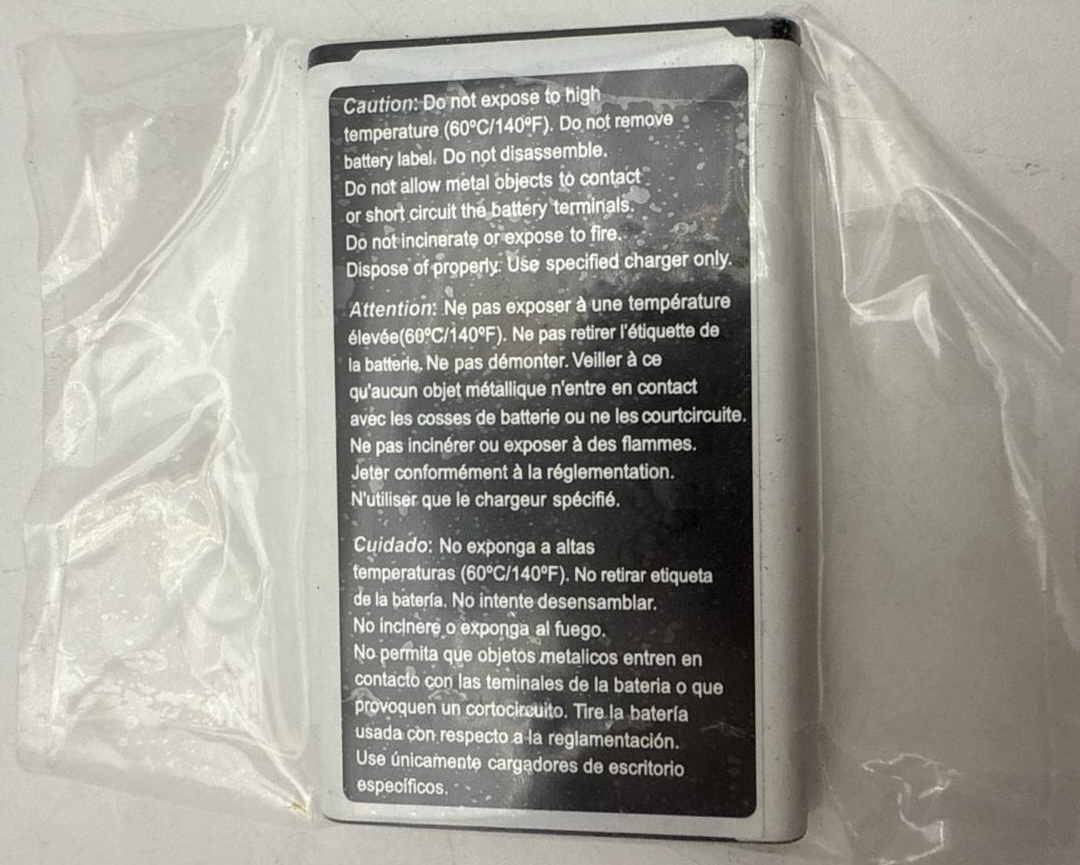 Caution: Do not expose to high
temperature (60ºC/140ºF). Do not remove
battery label. Do not disassemble.
Do not allow metal objects to contact
or short circuit the battery terminals.
Do not incinerate or expose to fire.
Dispose of properly. Use specified charger only.
Attention: Ne pas exposer à une température
élevée(60ºC/140ºF). Ne pas retirer l'étiquette de
la batterie. Ne pas démonter. Veiller à ce
qu'aucun objet métallique n'entre en contact
avec les cosses de batterie ou ne les courtcircuite.
Ne pas incinérer ou exposer à des flammes.
Jeter conformément à la réglementation.
N'utiliser que le chargeur spécifié.
Cuidado: No exponga a altas
temperaturas (60ºC/140ºF). No retirar etiqueta
de la batería. No intente desensamblar.
No incinere o exponga al fuego.
No permita que objetos metalicos entren en
contacto con las teminales de la bateria o que
provoquen un cortocircuito. Tire la batería
usada con respecto a la reglamentación.
Use únicamente cargadores de escritorio
específicos.